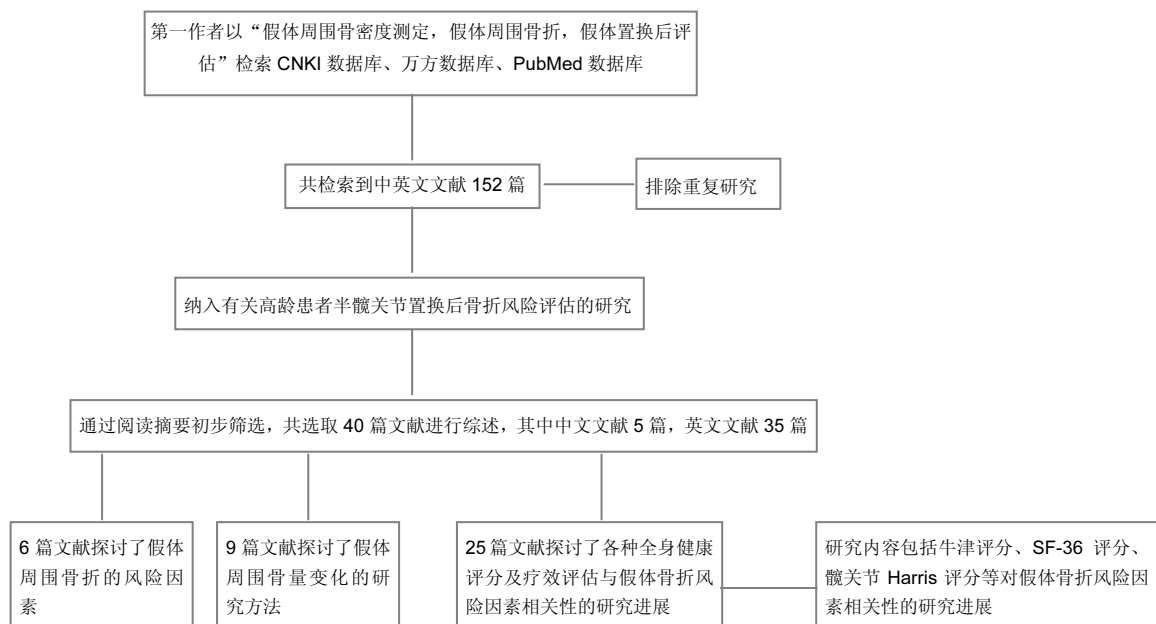 第一作者以“假体周围骨密度测定，假体周围骨折，假体置换后评
估”检索 CNKI 数据库、万方数据库、PubMed 数据库
共检索到中英文文献 152 篇
排除重复研究
纳入有关高龄患者半髋关节置换后骨折风险评估的研究
通过阅读摘要初步筛选，共选取 40 篇文献进行综述，其中中文文献 5 篇，英文文献 35 篇
6 篇文献探讨了假体
周围骨折的风险因
素
9 篇文献探讨了假体
周围骨量变化的研
究方法
25 篇文献探讨了各种全身健康
评分及疗效评估与假体骨折风
险因素相关性的研究进展
研究内容包括牛津评分、SF-36 评分、
髋关节 Harris 评分等对假体骨折风险因
素相关性的研究进展